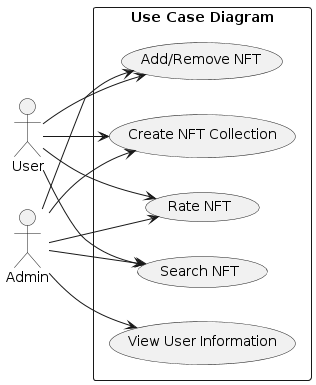 Use Case Diagram
Add/Remove NFT
Create NFT Collection
User
Rate NFT
Admin
Search NFT
View User Information